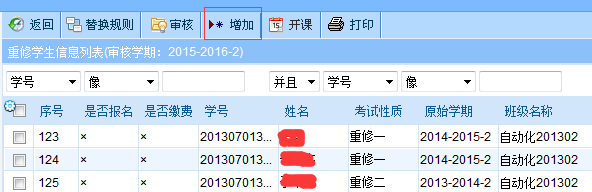 返回 替换规则 审核 增加 开课 打印
重修学生信息列表(审核学期：2015-2016-2)
学号 像 并且 学号 像
序号 是否报名 是否缴费 学号 姓名 考试性质 原始学期 班级名称
123 × × 201307013... 重修一 2014-2015-2 自动化201302
124 × × 201307013... 重修一 2014-2015-2 自动化201302
125 × × 201307013... 重修二 2013-2014-2 自动化201302